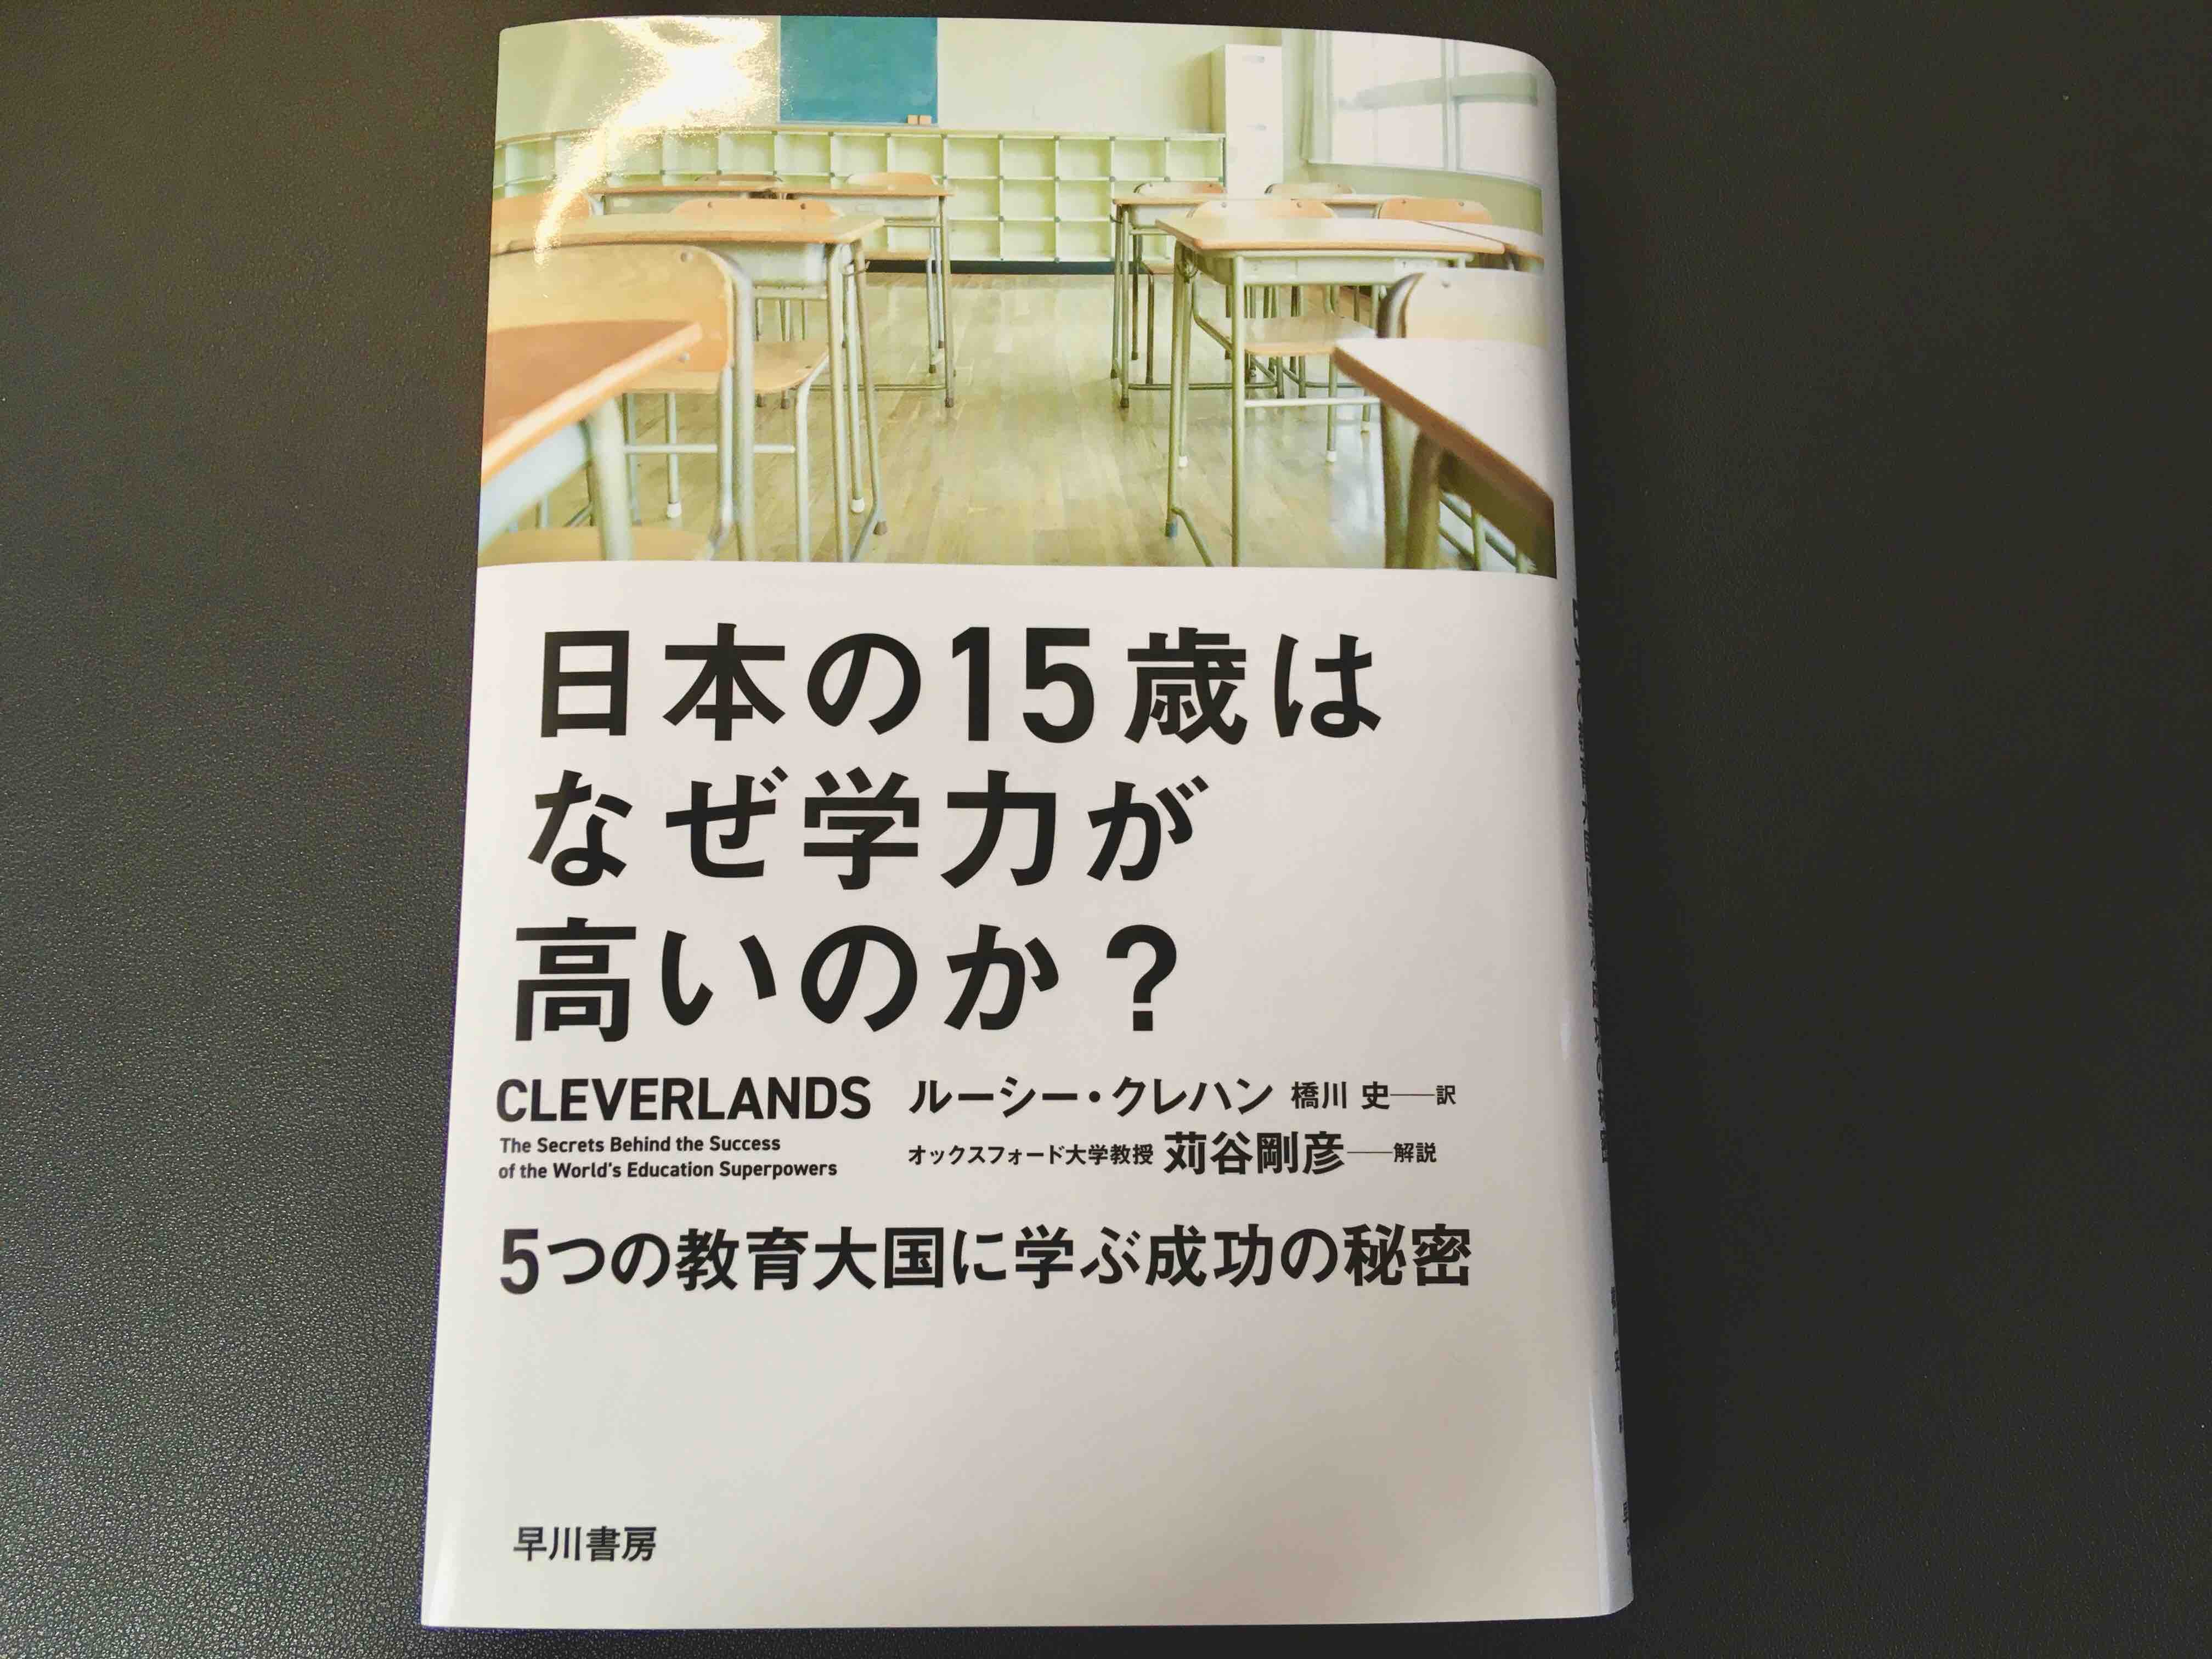 日本の15歳は
なぜ学力が
高いのか？
CLEVERLANDS
The Secrets Behind the Success
of the World's Education Superpowers
ルーシー・クレハン 橋川 史──訳
オックスフォード大学教授 苅谷剛彦──解説
5つの教育大国に学ぶ成功の秘密
早川書房